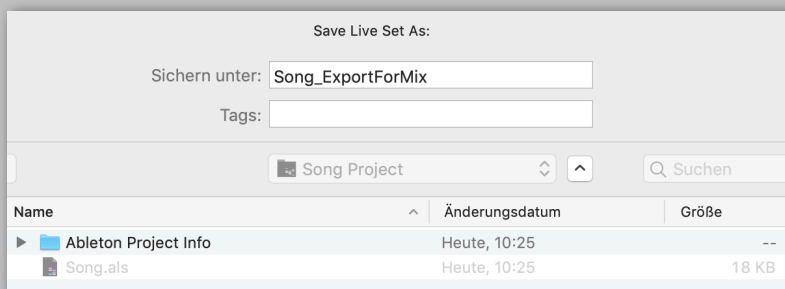 Save Live Set As:
Sichern unter: Song_ExportForMix
Tags:
Song Project Suchen
Name Änderungsdatum Größe
Ableton Project Info Heute, 10:25 --
Song.als Heute, 10:25 18 KB